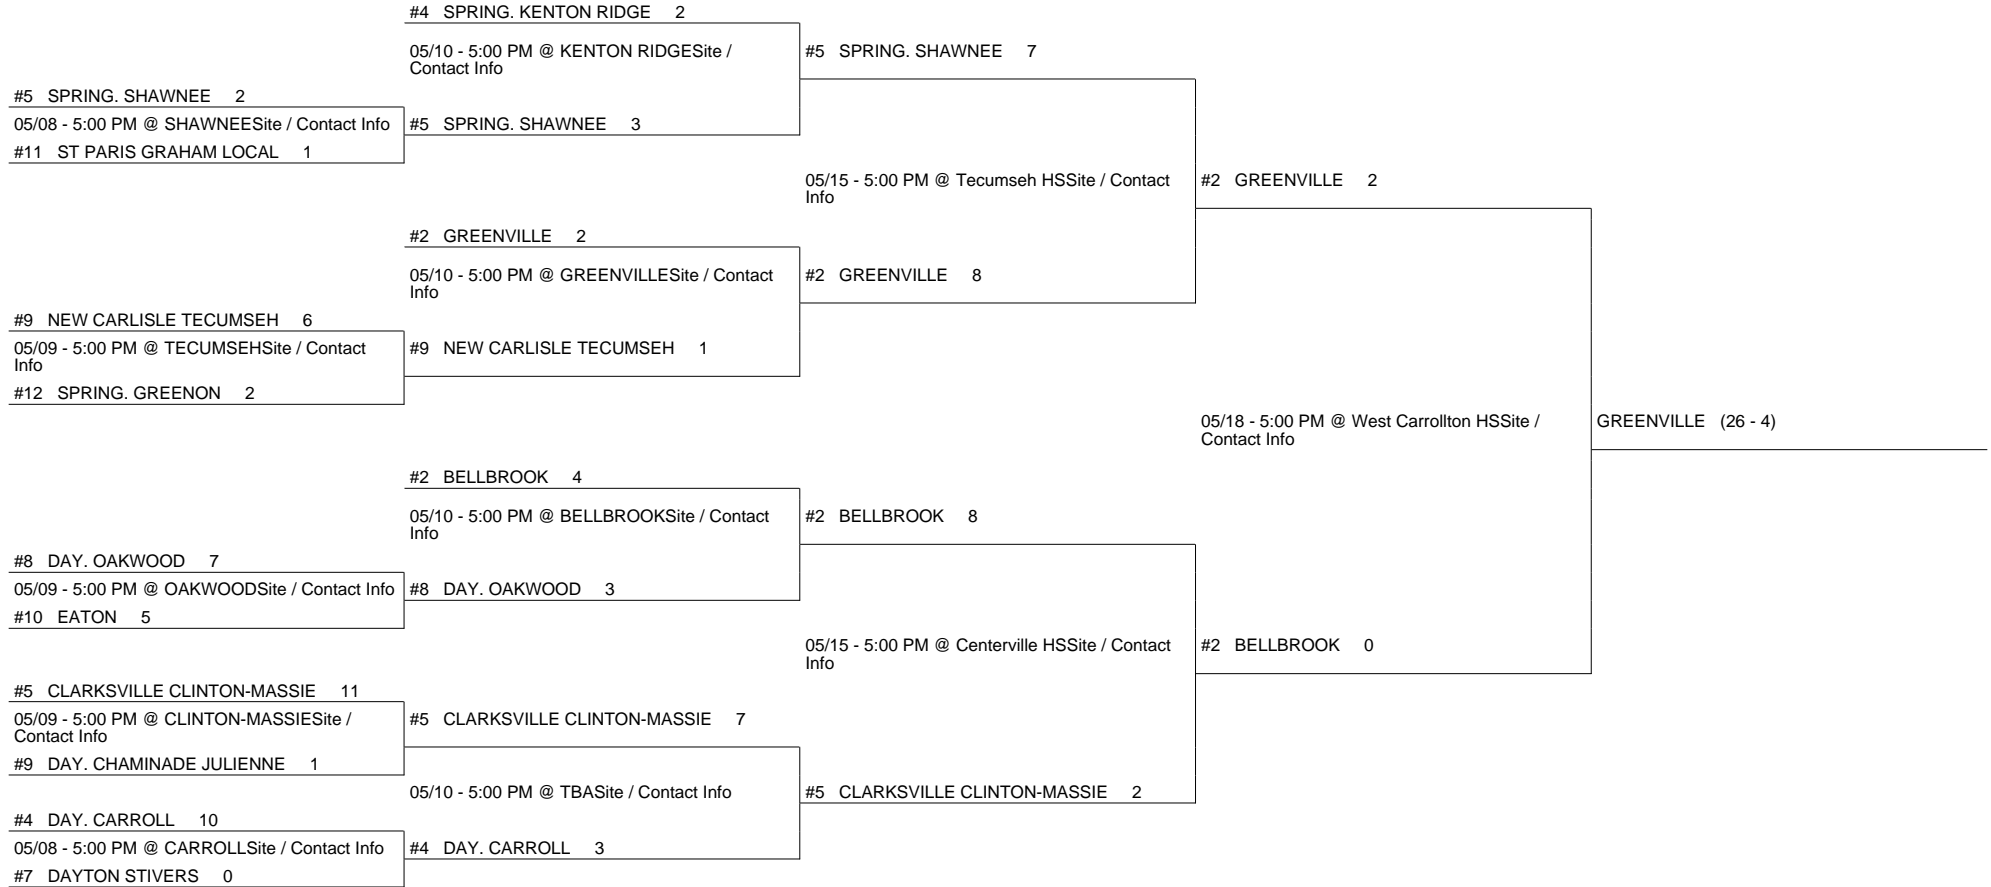 #4 SPRING. KENTON RIDGE 2
05/10 - 5:00 PM @ KENTON RIDGESite /
Contact Info
#5 SPRING. SHAWNEE 7
#5 SPRING. SHAWNEE 2
05/08 - 5:00 PM @ SHAWNEESite / Contact Info
#5 SPRING. SHAWNEE 3
#11 ST PARIS GRAHAM LOCAL 1
05/15 - 5:00 PM @ Tecumseh HSSite / Contact
Info
#2 GREENVILLE 2
#2 GREENVILLE 2
05/10 - 5:00 PM @ GREENVILLESite / Contact
Info
#2 GREENVILLE 8
#9 NEW CARLISLE TECUMSEH 6
05/09 - 5:00 PM @ TECUMSEHSite / Contact
Info
#9 NEW CARLISLE TECUMSEH 1
#12 SPRING. GREENON 2
05/18 - 5:00 PM @ West Carrollton HSSite /
Contact Info
GREENVILLE (26 - 4)
#2 BELLBROOK 4
05/10 - 5:00 PM @ BELLBROOKSite / Contact
Info
#2 BELLBROOK 8
#8 DAY. OAKWOOD 7
05/09 - 5:00 PM @ OAKWOODSite / Contact Info
#8 DAY. OAKWOOD 3
#10 EATON 5
05/15 - 5:00 PM @ Centerville HSSite / Contact
Info
#2 BELLBROOK 0
#5 CLARKSVILLE CLINTON-MASSIE 11
05/09 - 5:00 PM @ CLINTON-MASSIESite /
Contact Info
#5 CLARKSVILLE CLINTON-MASSIE 7
#9 DAY. CHAMINADE JULIENNE 1
05/10 - 5:00 PM @ TBASite / Contact Info
#5 CLARKSVILLE CLINTON-MASSIE 2
#4 DAY. CARROLL 10
05/08 - 5:00 PM @ CARROLLSite / Contact Info
#4 DAY. CARROLL 3
#7 DAYTON STIVERS 0